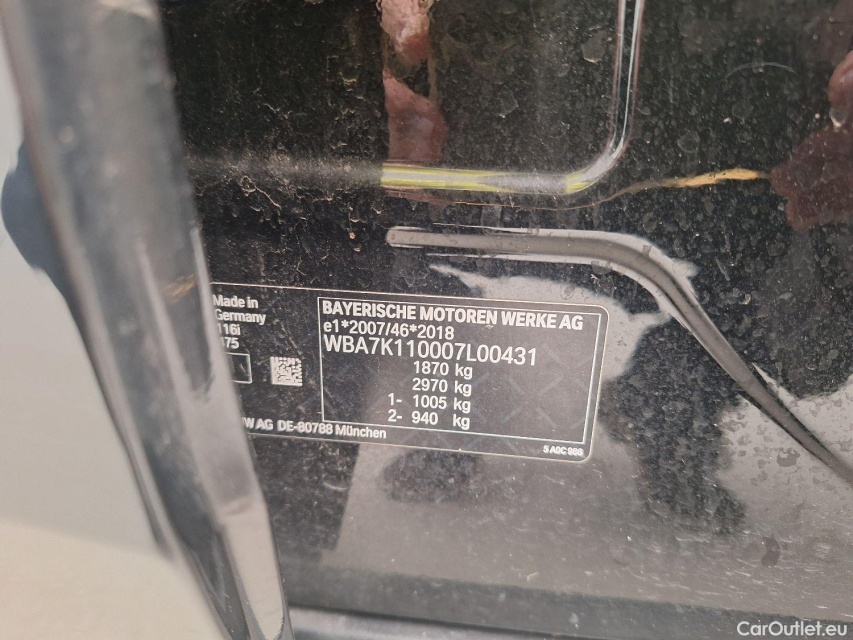 Made in
Germany
116i
475
BAYERISCHE MOTOREN WERKE AG
e1*2007/46*2018
WBA7K110007L00431
1870 kg
2970 kg
1- 1005 kg
2- 940 kg
AG DE-80788 München
CarOutlet.eu